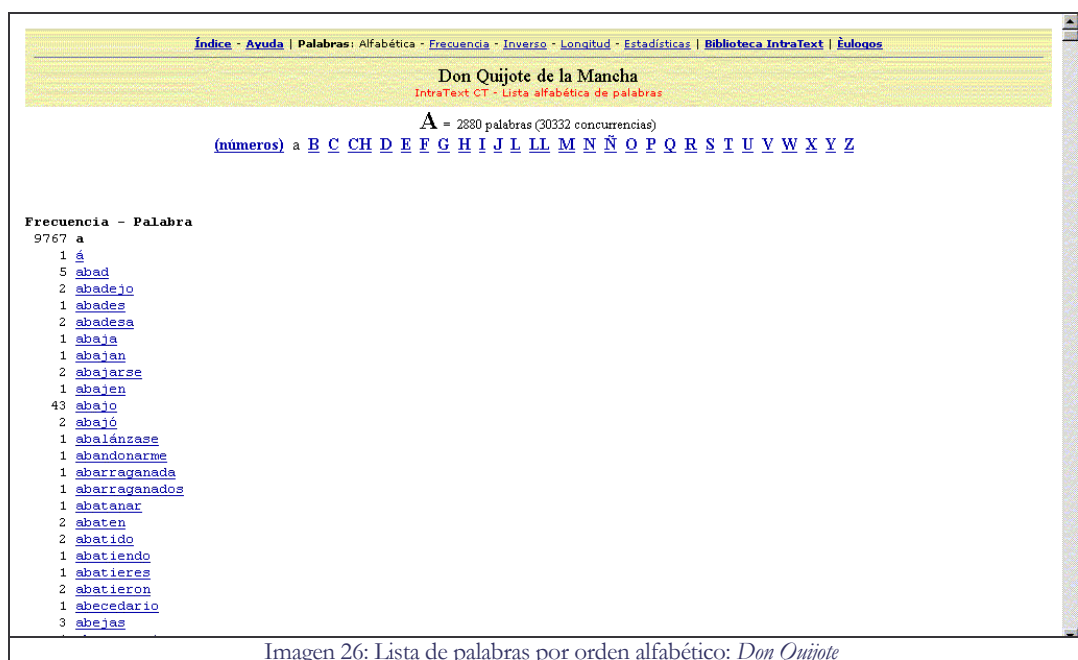 Índice - Ayuda | Palabras: Alfabética - Frecuencia - Inverso - Longitud - Estadísticas | Biblioteca IntraText | Èulogos
Don Quijote de la Mancha
IntraText CT - Lista alfabética de palabras
A = 2880 palabras (30332 concurrencias)
(números) a B C CH D E F G H I J L LL M N Ñ O P Q R S T U V W X Y Z
Frecuencia - Palabra
9767 a
1 á
5 abad
2 abadejo
1 abades
2 abadesa
1 abaja
1 abajan
2 abajarse
1 abajen
43 abajo
2 abajó
1 abalánzase
1 abandonarme
1 abarraganada
1 abarraganados
1 abatanar
2 abaten
2 abatido
1 abatiendo
1 abatieres
2 abatieron
1 abecedario
3 abejas
Imagen 26: Lista de palabras por orden alfabético: Don Quijote